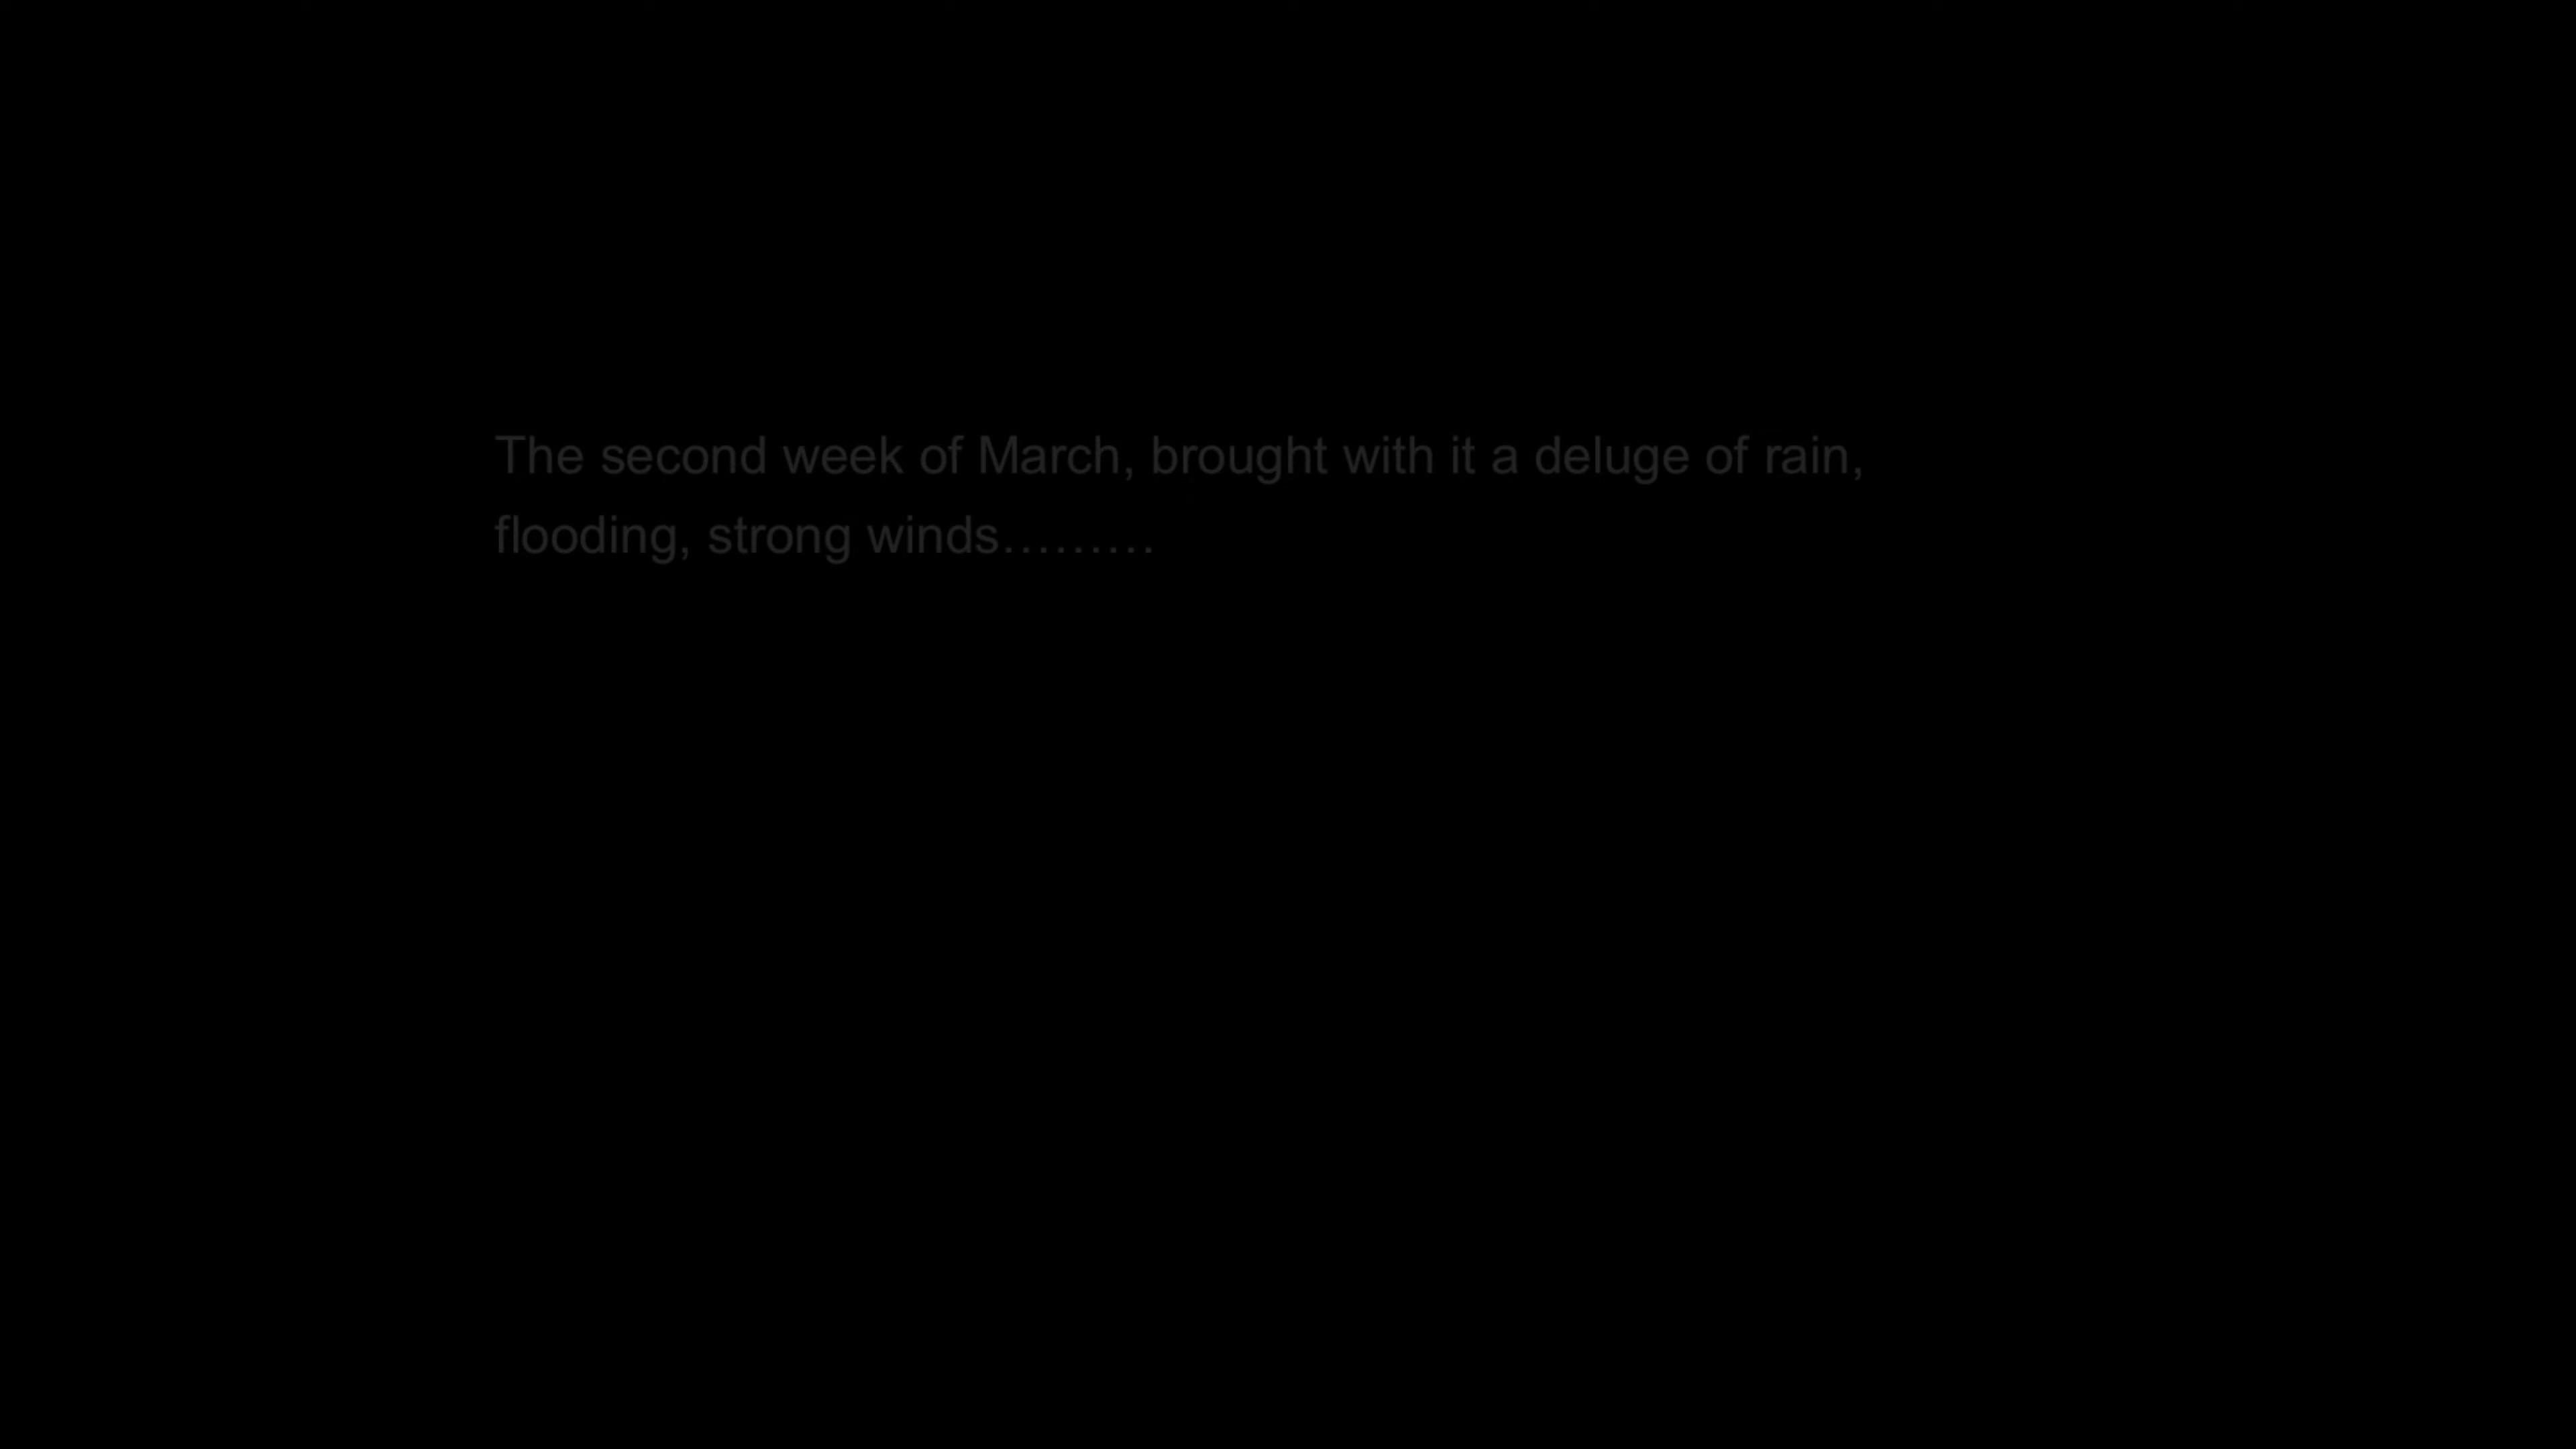 The second week of March, brought with it a deluge of rain,
flooding, strong winds………